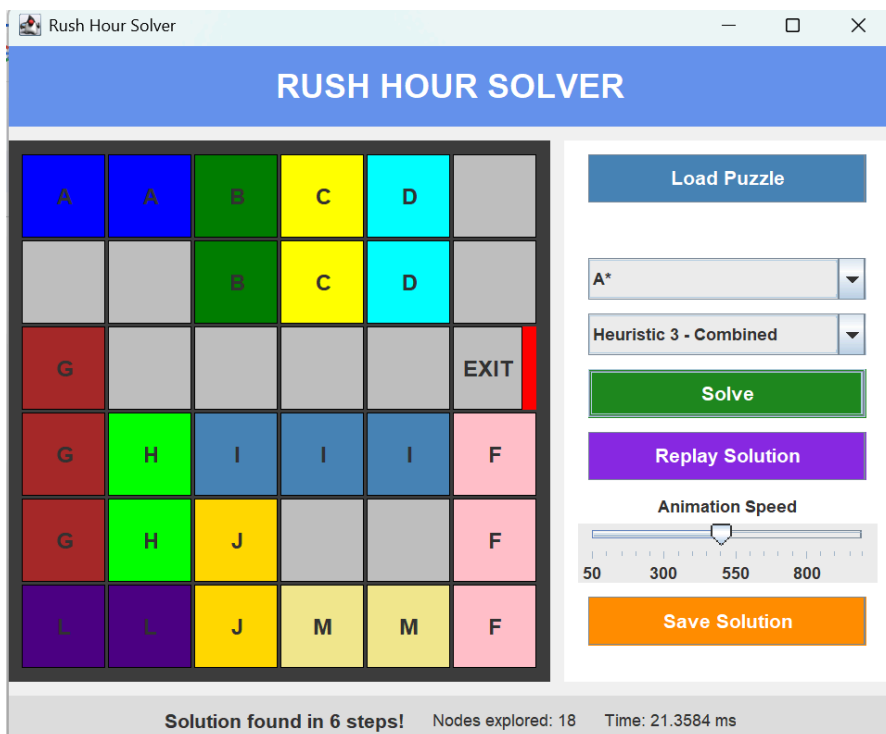 Rush Hour Solver
RUSH HOUR SOLVER
A A B C D
B C D
G EXIT
G H I I I F
G H J F
L L J M M F
Load Puzzle
A*
Heuristic 3 - Combined
Solve
Replay Solution
Animation Speed
50 300 550 800
Save Solution
Solution found in 6 steps! Nodes explored: 18 Time: 21.3584 ms